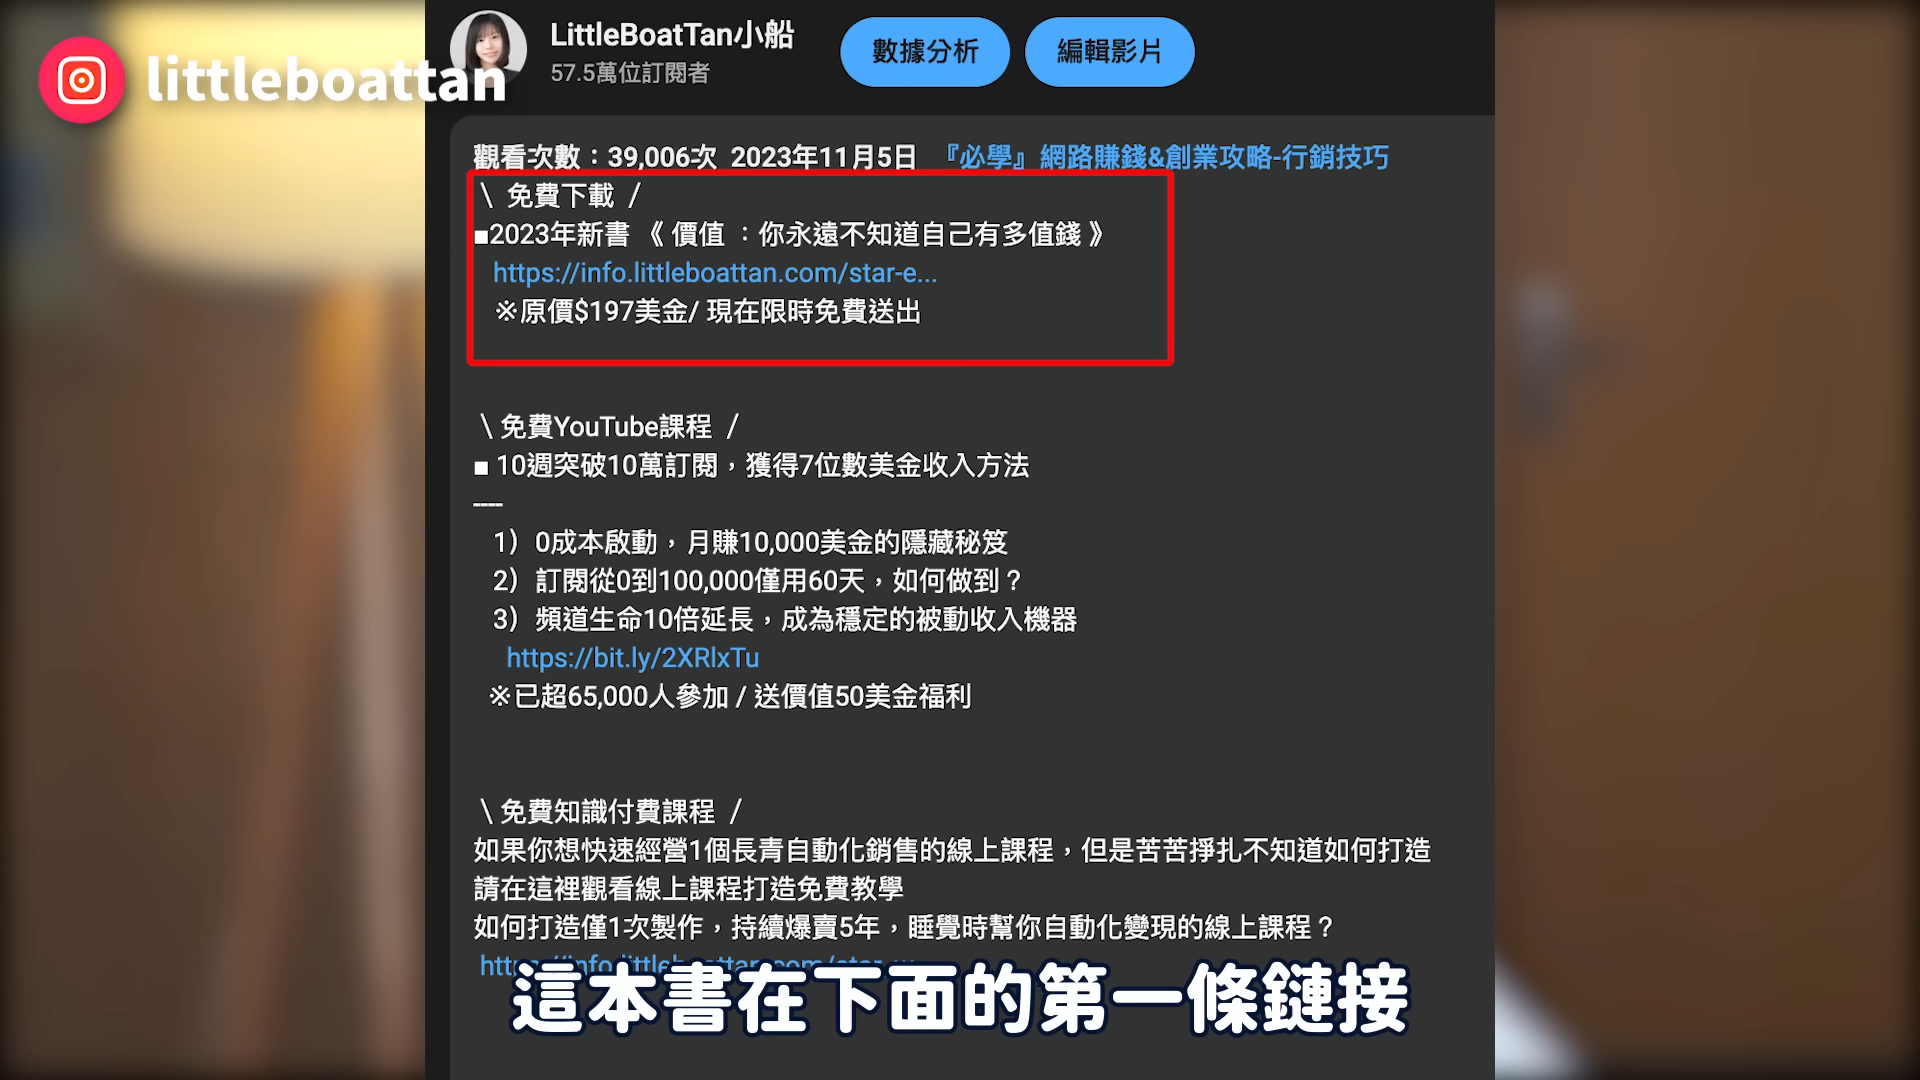 littleboattan
LittleBoatTan小船
57.5萬位訂閱者
數據分析
編輯影片
觀看次數：39,006次 2023年11月5日 『必學』網路賺錢&創業攻略-行銷技巧
\ 免費下載 /
■2023年新書 《 價值 ：你永遠不知道自己有多值錢 》
https://info.littleboattan.com/star-e...
※原價$197美金/ 現在限時免費送出
\ 免費YouTube課程 /
■ 10週突破10萬訂閱，獲得7位數美金收入方法
----
1）0成本啟動，月賺10,000美金的隱藏秘笈
2）訂閱從0到100,000僅用60天，如何做到？
3）頻道生命10倍延長，成為穩定的被動收入機器
https://bit.ly/2XRlxTu
※已超65,000人參加 / 送價值50美金福利
\ 免費知識付費課程 /
如果你想快速經營1個長青自動化銷售的線上課程，但是苦苦掙扎不知道如何打造
請在這裡觀看線上課程打造免費教學
如何打造僅1次製作，持續爆賣5年，睡覺時幫你自動化變現的線上課程？
這本書在下面的第一條鏈接